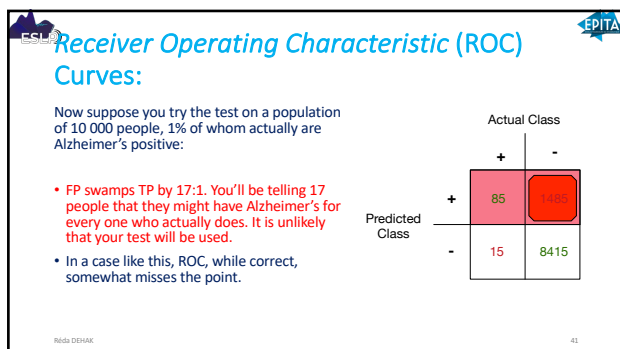 ESLR
EPITA
Receiver Operating Characteristic (ROC)
Curves:
Now suppose you try the test on a population
of 10 000 people, 1% of whom actually are
Alzheimer's positive:
• FP swamps TP by 17:1. You'll be telling 17
people that they might have Alzheimer's for
every one who actually does. It is unlikely
that your test will be used.
• In a case like this, ROC, while correct,
somewhat misses the point.
Actual Class
+ -
+ 85 1485
Predicted
Class
- 15 8415
Réda DEHAK
41